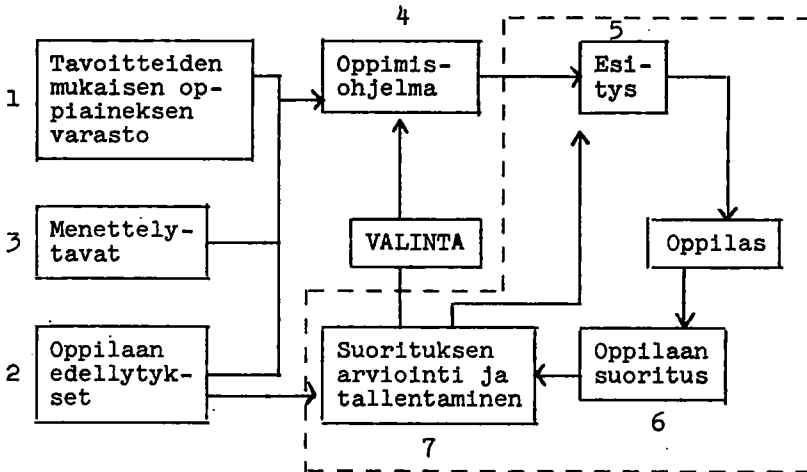 4
5
1
Tavoitteiden
mukaisen op-
piaineksen
varasto
Oppimis-
ohjelma
Esi-
tys
3
Menettely-
tavat
VALINTA
Oppilas
2
Oppilaan
edellytyk-
set
Suorituksen
arviointi ja
tallentaminen
Oppilaan
suoritus
6
7